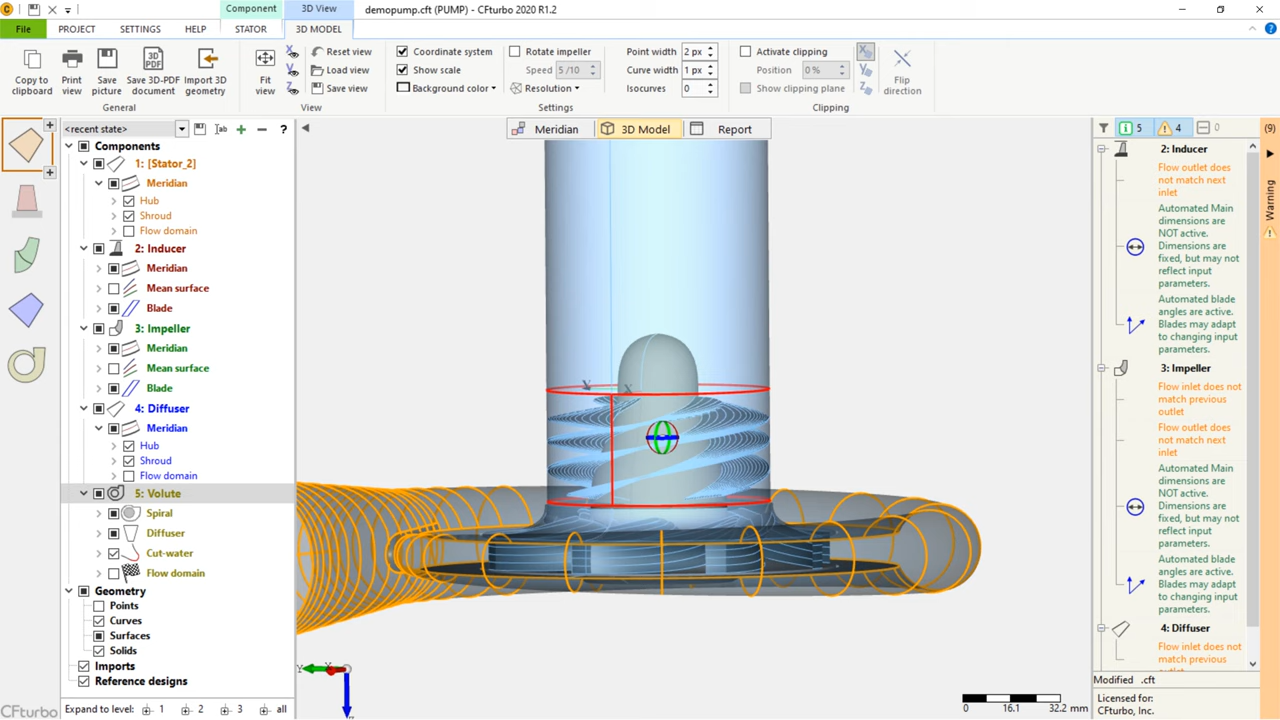 Component
3D View
demopump.cft (PUMP) - CFturbo 2020 R1.2
File
PROJECT
SETTINGS
HELP
STATOR
3D MODEL
Copy to clipboard
Print view
Save picture
Save 3D-PDF document
Import 3D geometry
General
Fit view
Reset view
Load view
Save view
View
Coordinate system
Show scale
Background color
Rotate impeller
Speed 5 /10
Resolution
Settings
Point width 2 px
Curve width 1 px
Isocurves 0
Activate clipping
Position 0 %
Show clipping plane
Flip direction
Clipping
<recent state>
?
Meridian
3D Model
Report
5
4
0
(9)
Warning
Components
1: [Stator_2]
Meridian
Hub
Shroud
Flow domain
2: Inducer
Meridian
Mean surface
Blade
3: Impeller
Meridian
Mean surface
Blade
4: Diffuser
Meridian
Hub
Shroud
Flow domain
5: Volute
Spiral
Diffuser
Cut-water
Flow domain
Geometry
Points
Curves
Surfaces
Solids
Imports
Reference designs
Expand to level: 1 2 3 all
CFturbo
Y
X
0 16.1 32.2 mm
2: Inducer
Flow outlet does
not match next
inlet
Automated Main
dimensions are
NOT active.
Dimensions are
fixed, but may not
reflect input
parameters.
Automated blade
angles are active.
Blades may adapt
to changing input
parameters.
3: Impeller
Flow inlet does not
match previous
outlet
Flow outlet does
not match next
inlet
Automated Main
dimensions are
NOT active.
Dimensions are
fixed, but may not
reflect input
parameters.
Automated blade
angles are active.
Blades may adapt
to changing input
parameters.
4: Diffuser
Flow inlet does not
match previous
Modified .cft
Licensed for:
CFturbo, Inc.